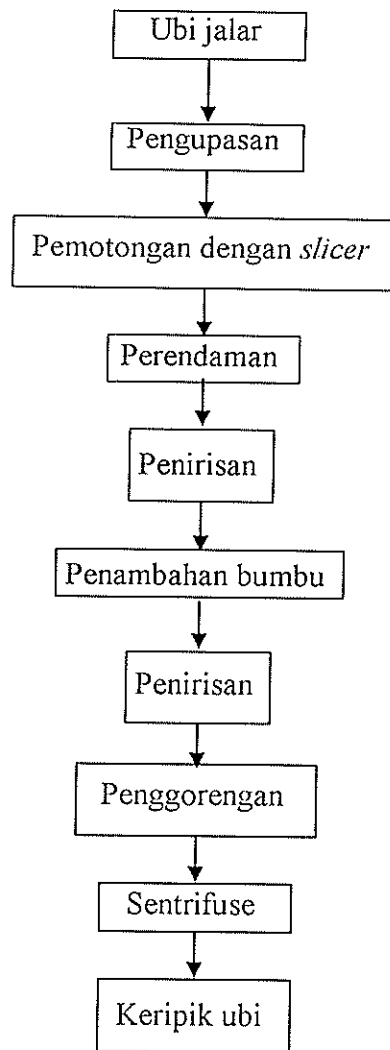 Ubi jalar
Pengupasan
Pemotongan dengan slicer
Perendaman
Penirisan
Penambahan bumbu
Penirisan
Penggorengan
Sentrifuse
Keripik ubi